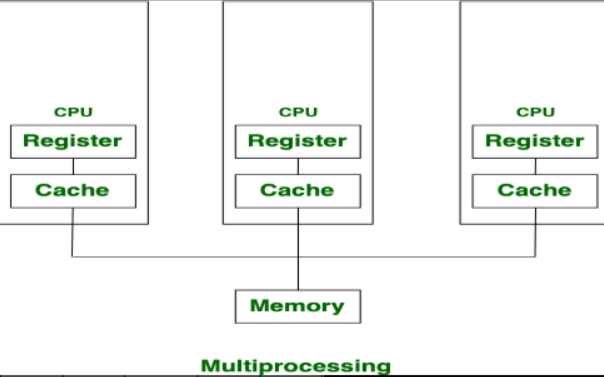 CPU CPU CPU
Register Register Register
Cache Cache Cache
Memory
Multiprocessing